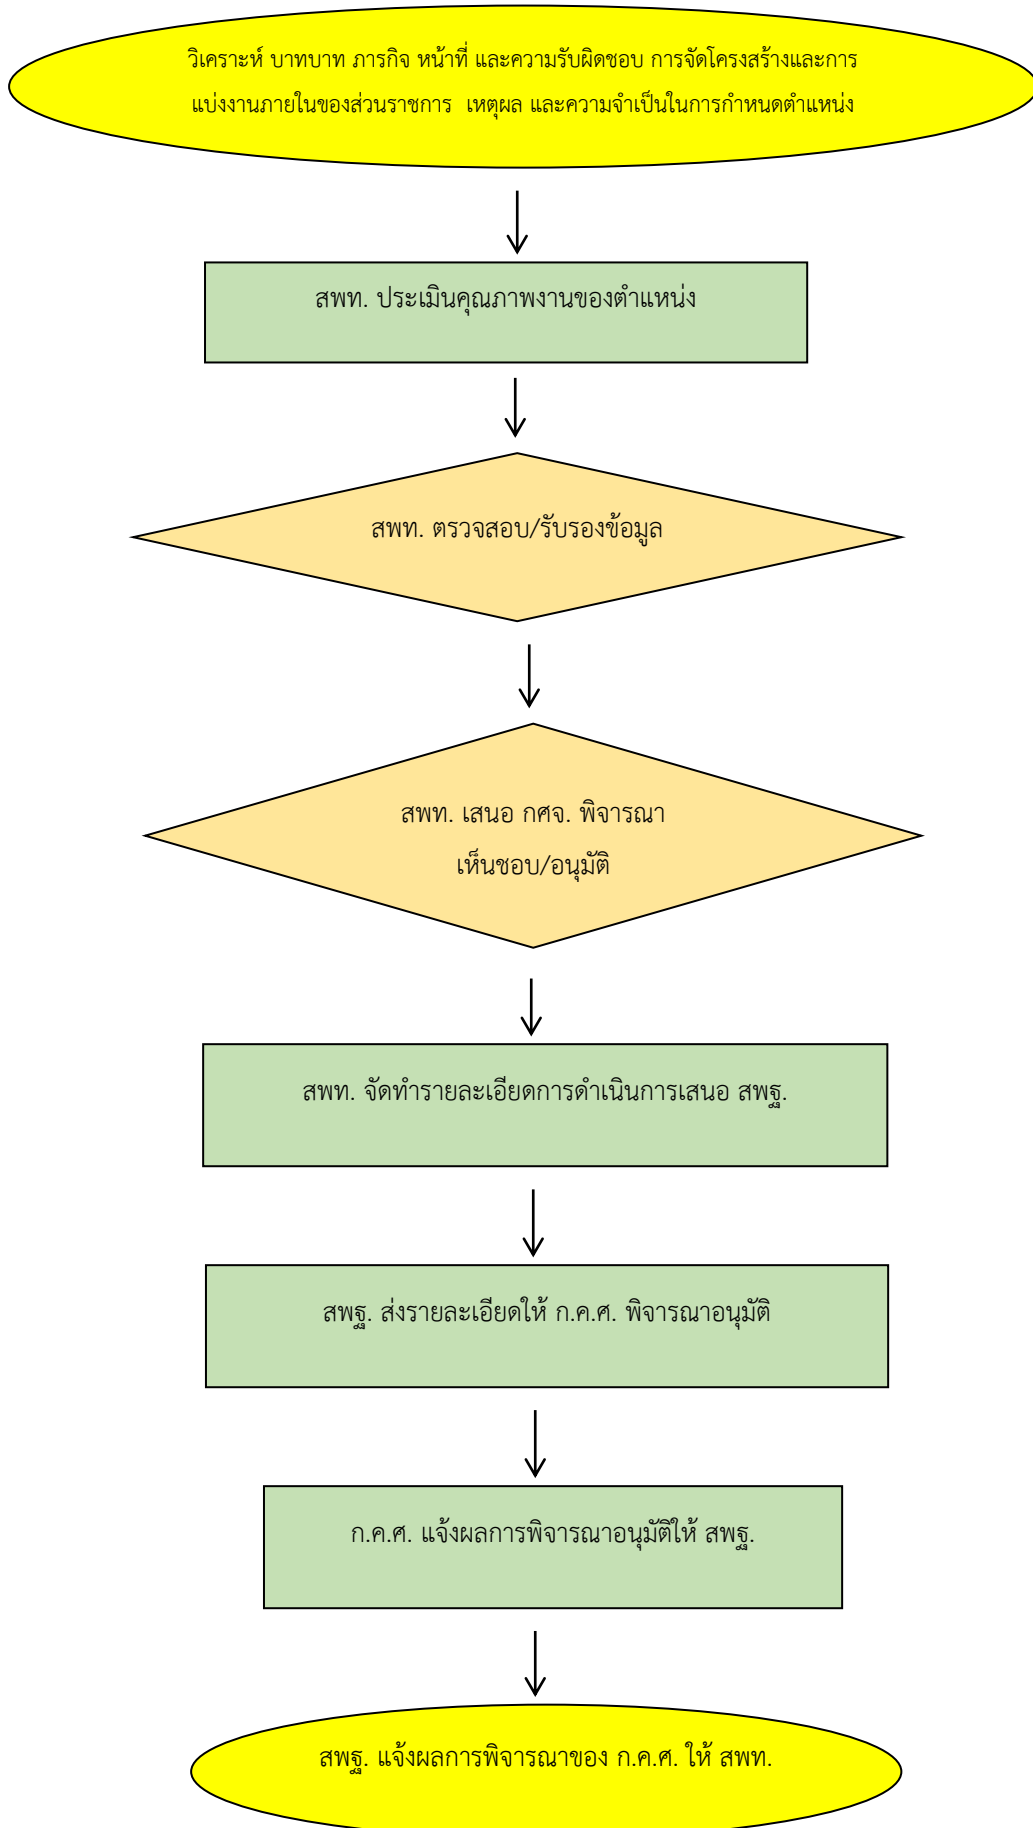 วิเคราะห์ บาทบาท ภารกิจ หน้าที่ และความรับผิดชอบ การจัดโครงสร้างและการ
แบ่งงานภายในของส่วนราชการ เหตุผล และความจำเป็นในการกำหนดตำแหน่ง
สพท. ประเมินคุณภาพงานของตำแหน่ง
สพท. ตรวจสอบ/รับรองข้อมูล
สพท. เสนอ กศจ. พิจารณา
เห็นชอบ/อนุมัติ
สพท. จัดทำรายละเอียดการดำเนินการเสนอ สพฐ.
สพฐ. ส่งรายละเอียดให้ ก.ค.ศ. พิจารณาอนุมัติ
ก.ค.ศ. แจ้งผลการพิจารณาอนุมัติให้ สพฐ.
สพฐ. แจ้งผลการพิจารณาของ ก.ค.ศ. ให้ สพท.